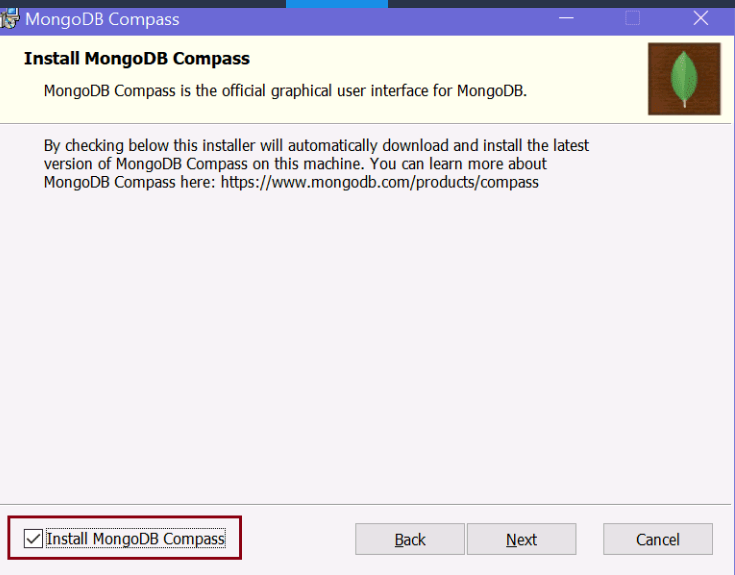 MongoDB Compass
Install MongoDB Compass
MongoDB Compass is the official graphical user interface for MongoDB.
By checking below this installer will automatically download and install the latest
version of MongoDB Compass on this machine. You can learn more about
MongoDB Compass here: https://www.mongodb.com/products/compass
Install MongoDB Compass
Back
Next
Cancel